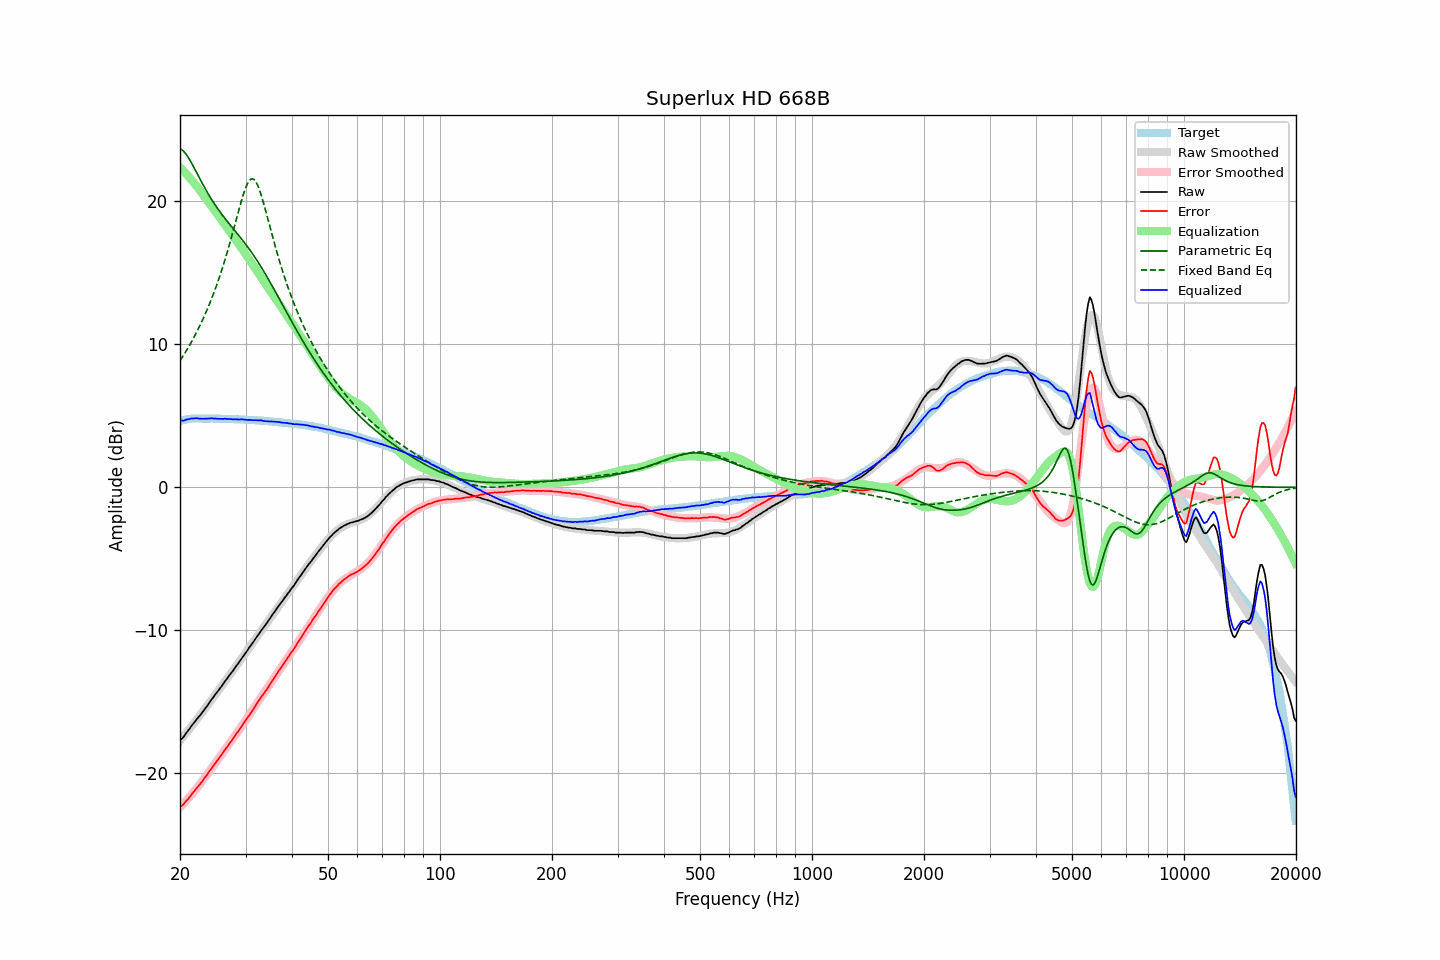 Superlux HD 668B
Target
Raw Smoothed
Error Smoothed
Raw
Error
Equalization
Parametric Eq
Fixed Band Eq
Equalized
20
10
0
−10
−20
Amplitude (dBr)
20 50 100 200 500 1000 2000 5000 10000 20000
Frequency (Hz)